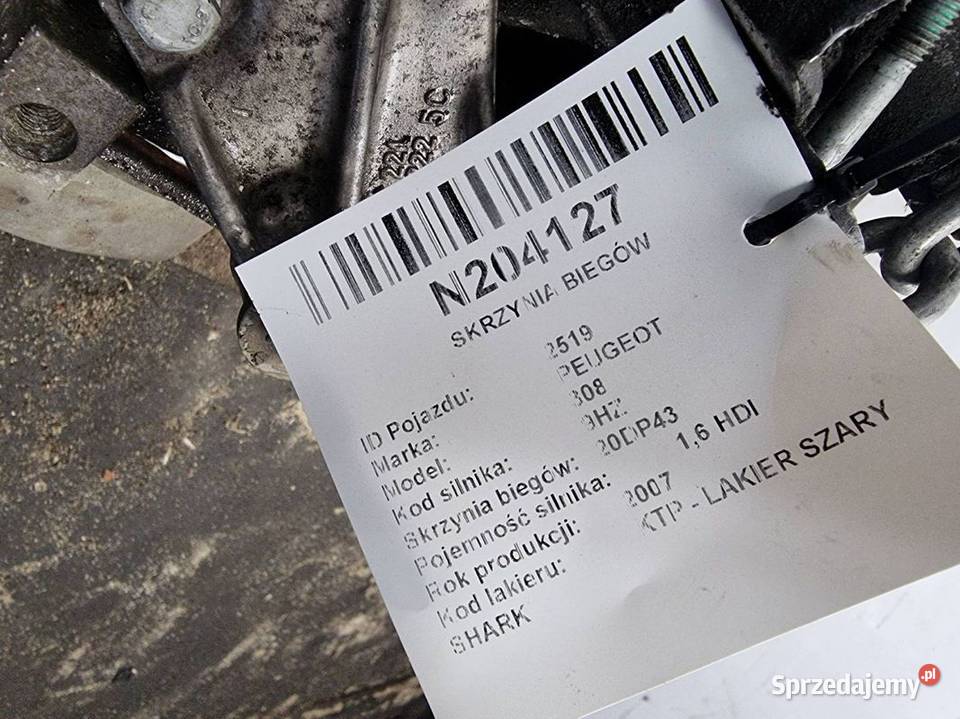 5C
N204127
SKRZYNIA BIEGÓW
ID Pojazdu: 2519
Marka: PEUGEOT
Model: 308
Kod silnika: 9HZ
Skrzynia biegów: 20DP43
Pojemność silnika: 1,6 HDI
Rok produkcji: 2007
Kod lakieru: KTP - LAKIER SZARY
SHARK
Sprzedajemy.pl